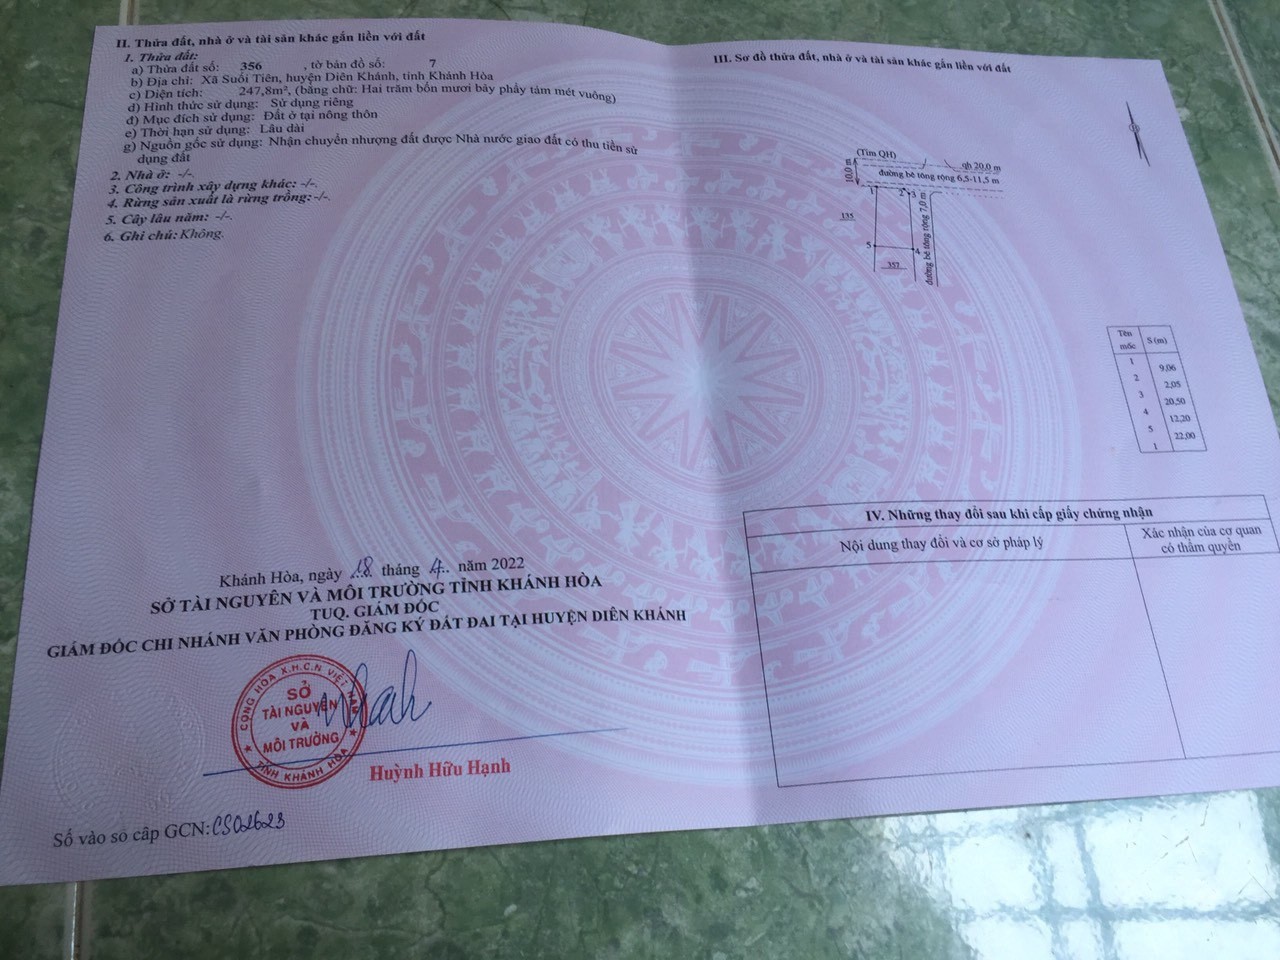 II. Thửa đất, nhà ở và tài sản khác gắn liền với đất
1. Thửa đất:
a) Thửa đất số: 356 , tờ bản đồ số: 7
b) Địa chỉ: Xã Suối Tiên, huyện Diên Khánh, tỉnh Khánh Hòa
c) Diện tích: 247,8m², (bằng chữ: Hai trăm bốn mươi bảy phẩy tám mét vuông)
d) Hình thức sử dụng: Sử dụng riêng
đ) Mục đích sử dụng: Đất ở tại nông thôn
e) Thời hạn sử dụng: Lâu dài
g) Nguồn gốc sử dụng: Nhận chuyển nhượng đất được Nhà nước giao đất có thu tiền sử
dụng đất
2. Nhà ở: -/-.
3. Công trình xây dựng khác: -/-.
4. Rừng sản xuất là rừng trồng: -/-.
5. Cây lâu năm: -/-.
6. Ghi chú: Không.
Khánh Hòa, ngày 18 tháng 4 năm 2022
SỞ TÀI NGUYÊN VÀ MÔI TRƯỜNG TỈNH KHÁNH HÒA
TUQ. GIÁM ĐỐC
GIÁM ĐỐC CHI NHÁNH VĂN PHÒNG ĐĂNG KÝ ĐẤT ĐAI TẠI HUYỆN DIÊN KHÁNH
CỘNG HÒA X.H.C.N VIỆT NAM
SỞ
TÀI NGUYÊN
VÀ
MÔI TRƯỜNG
TỈNH KHÁNH HÒA
Huỳnh Hữu Hạnh
Số vào sổ cấp GCN: CS02623
III. Sơ đồ thửa đất, nhà ở và tài sản khác gắn liền với đất
(Tim QH)
qh 20.0 m
10,0 m
đường bê tông rộng 6,5-11,5 m
1 2 3
135
đường bê tông rộng 7,0 m
5 4
357
Tên mốc S (m)
1
9,06
2
2,05
3
20,50
4
12,20
5
22,00
1
IV. Những thay đổi sau khi cấp giấy chứng nhận
Nội dung thay đổi và cơ sở pháp lý
Xác nhận của cơ quan
có thẩm quyền